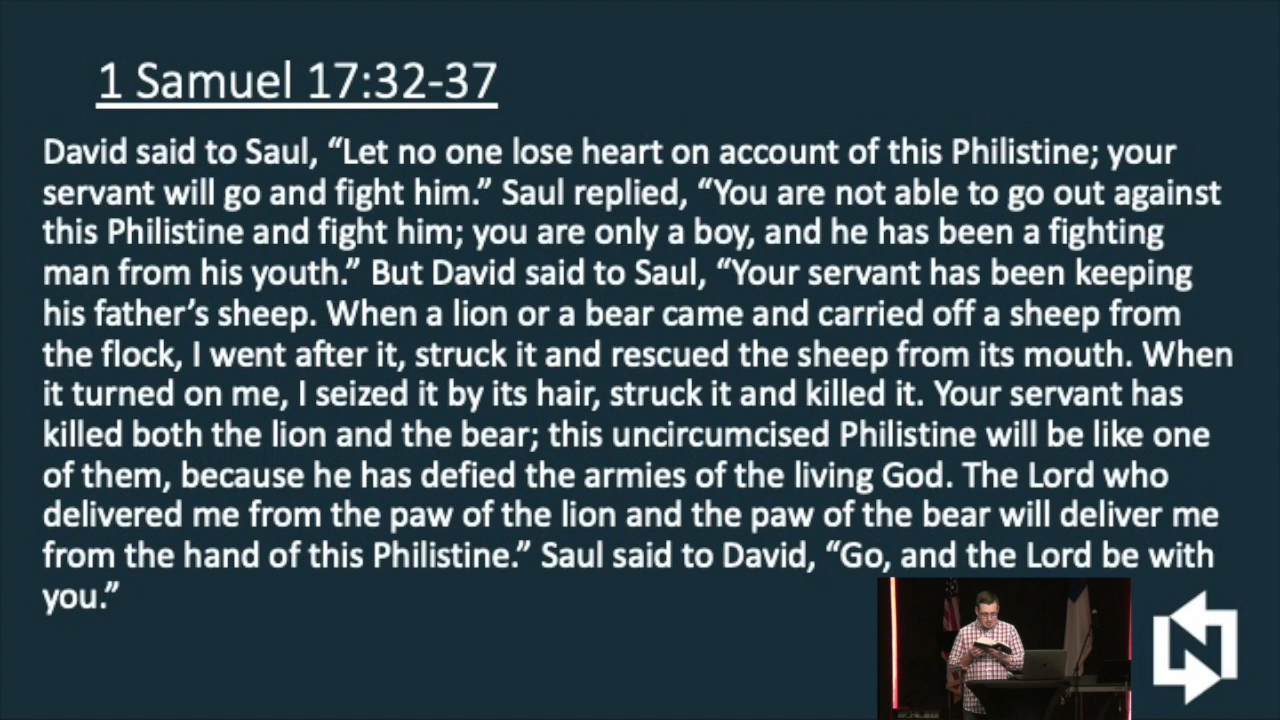 1 Samuel 17:32-37
David said to Saul, “Let no one lose heart on account of this Philistine; your
servant will go and fight him.” Saul replied, “You are not able to go out against
this Philistine and fight him; you are only a boy, and he has been a fighting
man from his youth.” But David said to Saul, “Your servant has been keeping
his father’s sheep. When a lion or a bear came and carried off a sheep from
the flock, I went after it, struck it and rescued the sheep from its mouth. When
it turned on me, I seized it by its hair, struck it and killed it. Your servant has
killed both the lion and the bear; this uncircumcised Philistine will be like one
of them, because he has defied the armies of the living God. The Lord who
delivered me from the paw of the lion and the paw of the bear will deliver me
from the hand of this Philistine.” Saul said to David, “Go, and the Lord be with
you.”
N